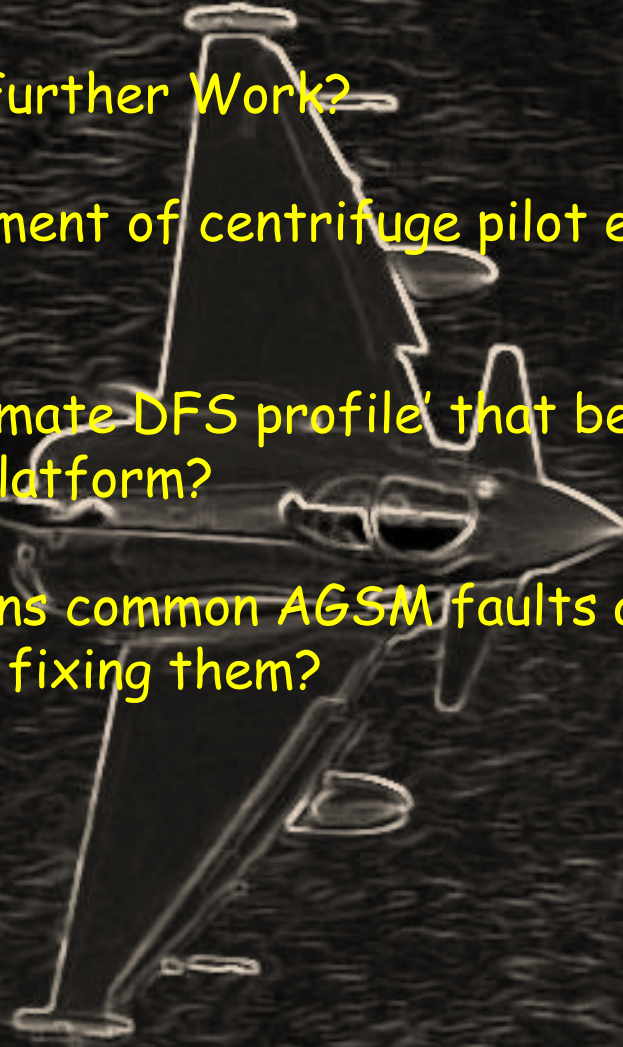 urther Work?
ment of centrifuge pilot e
mate DFS profile’ that be
latform?
ns common AGSM faults
fixing them?